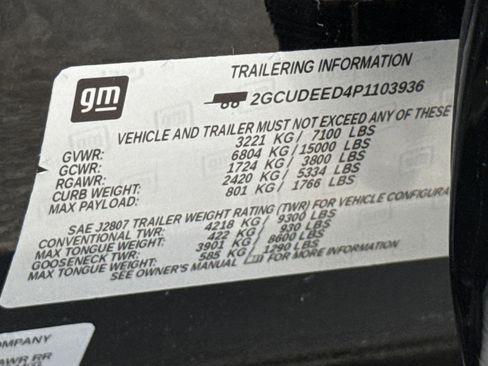 gm
TRAILERING INFORMATION
2GCUDEED4P1103936
VEHICLE AND TRAILER MUST NOT EXCEED ANY OF THESE
GVWR: 3221 KG/ 7100 LBS
GCWR: 6804 KG/15000 LBS
RGAWR: 1724 KG/ 3800 LBS
CURB WEIGHT: 2420 KG/ 5334 LBS
MAX PAYLOAD: 801 KG/ 1766 LBS
SAE J2807 TRAILER WEIGHT RATING (TWR) FOR VEHICLE CONFIGURA
CONVENTIONAL TWR: 4218 KG/ 9300 LBS
MAX TONGUE WEIGHT: 422 KG/ 930 LBS
GOOSENECK TWR: 3901 KG/ 8600 LBS
MAX TONGUE WEIGHT: 585 KG/ 1290 LBS
SEE OWNER'S MANUAL FOR MORE INFORMATION
OMPANY
AWR RR